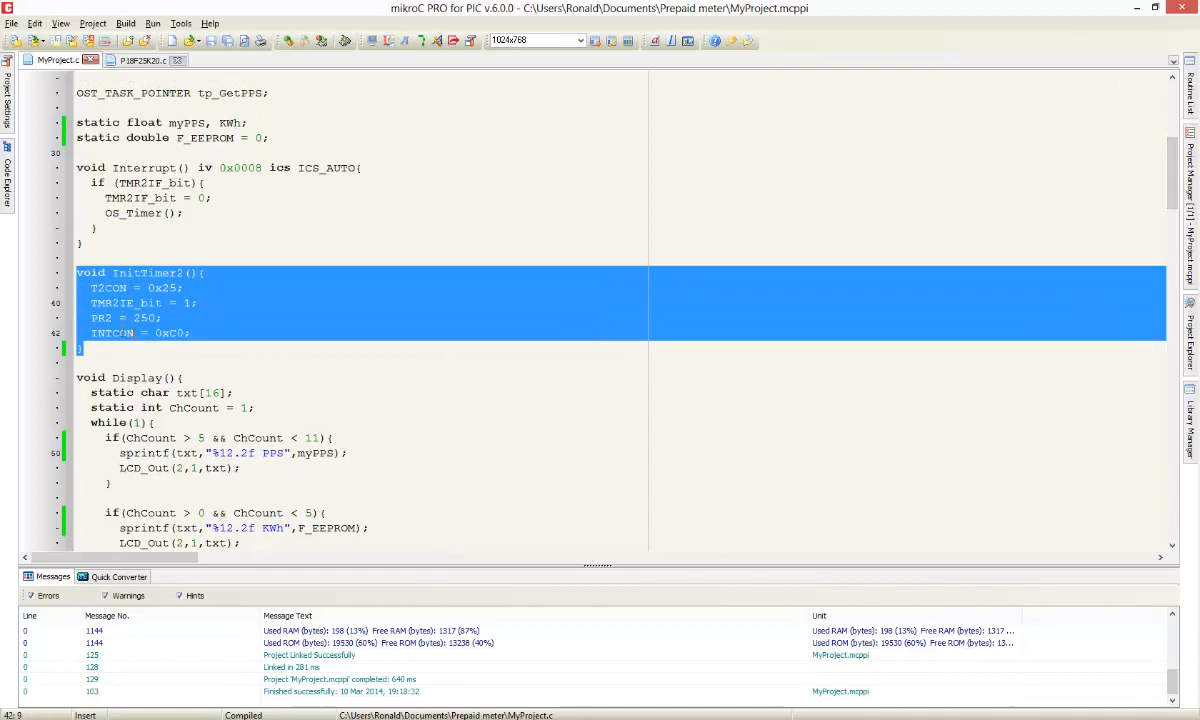 mikroC PRO for PIC v.6.0.0 - C:\Users\Ronald\Documents\Prepaid meter\MyProject.mcppi
File Edit View Project Build Run Tools Help
1024x768
MyProject.c P18F25K20.c
OST_TASK_POINTER tp_GetPPS;
static float myPPS, KWh;
static double F_EEPROM = 0;
30
void Interrupt() iv 0x0008 ics ICS_AUTO{
if (TMR2IF_bit){
TMR2IF_bit = 0;
OS_Timer();
}
}
void InitTimer2(){
T2CON = 0x25;
40 TMR2IE_bit = 1;
PR2 = 250;
42 INTCON = 0xC0;
}
void Display(){
static char txt[16];
static int ChCount = 1;
while(1){
if(ChCount > 5 && ChCount < 11){
sprintf(txt,"%12.2f PPS",myPPS);
LCD_Out(2,1,txt);
}
if(ChCount > 0 && ChCount < 5){
sprintf(txt,"%12.2f KWh",F_EEPROM);
LCD_Out(2,1,txt);
Project Settings
Code Explorer
Routine List
Project Manager [1/1] - MyProject.mcppi
Project Explorer
Library Manager
Messages Quick Converter
Errors Warnings Hints
Line Message No. Message Text Unit
0 1144 Used RAM (bytes): 198 (13%) Free RAM (bytes): 1317 (87%) Used RAM (bytes): 198 (13%) Free RAM (bytes): 1317 ...
0 1144 Used ROM (bytes): 19530 (60%) Free ROM (bytes): 13238 (40%) Used ROM (bytes): 19530 (60%) Free ROM (bytes): 13...
0 125 Project Linked Successfully MyProject.mcppi
0 128 Linked in 281 ms
0 129 Project 'MyProject.mcppi' completed: 640 ms
0 103 Finished successfully: 10 Mar 2014, 19:18:32 MyProject.mcppi
42: 9 Insert Compiled C:\Users\Ronald\Documents\Prepaid meter\MyProject.c